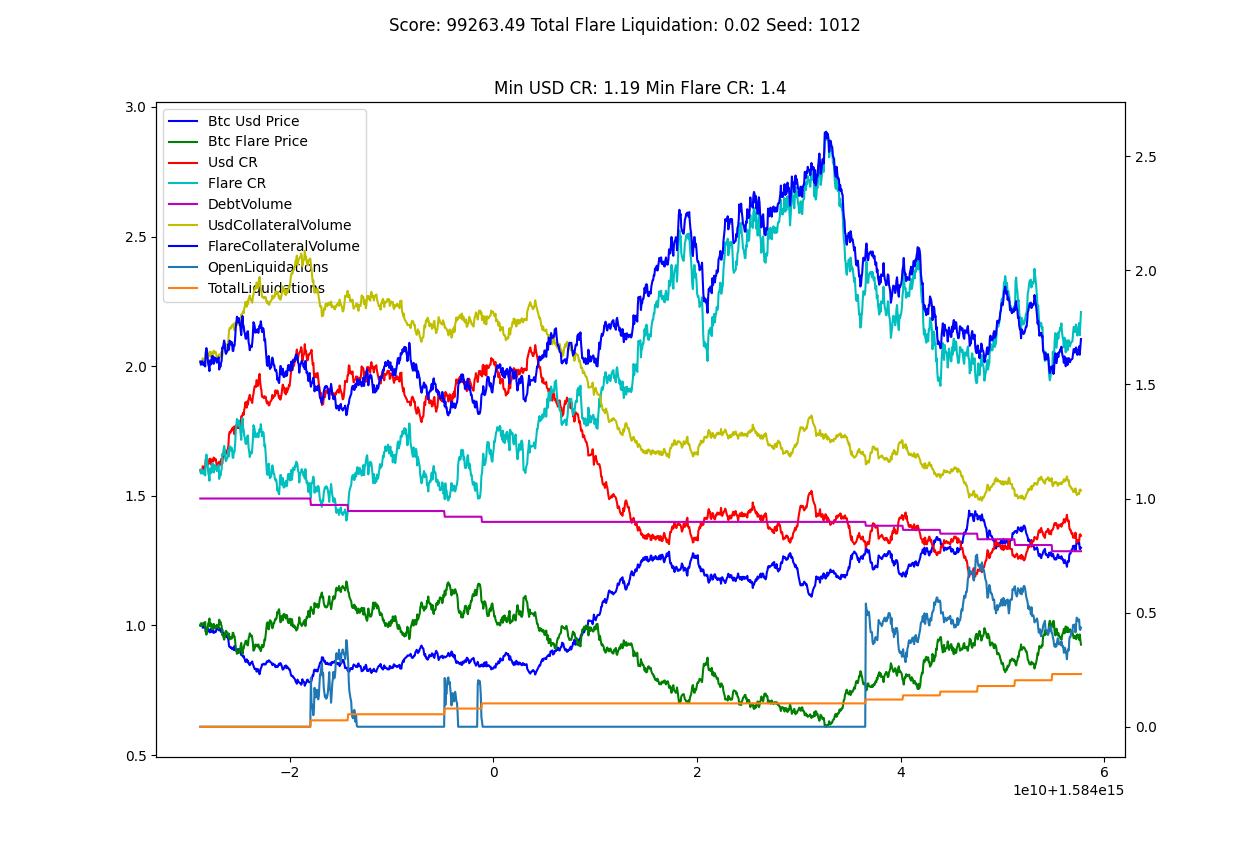 Score: 99263.49 Total Flare Liquidation: 0.02 Seed: 1012
Min USD CR: 1.19 Min Flare CR: 1.4
3.0
2.5
2.0
1.5
1.0
0.5
Btc Usd Price
Btc Flare Price
Usd CR
Flare CR
DebtVolume
UsdCollateralVolume
FlareCollateralVolume
OpenLiquidations
TotalLiquidations
2.5
2.0
1.5
1.0
0.5
0.0
−2
0
2
4
6
1e10+1.584e15